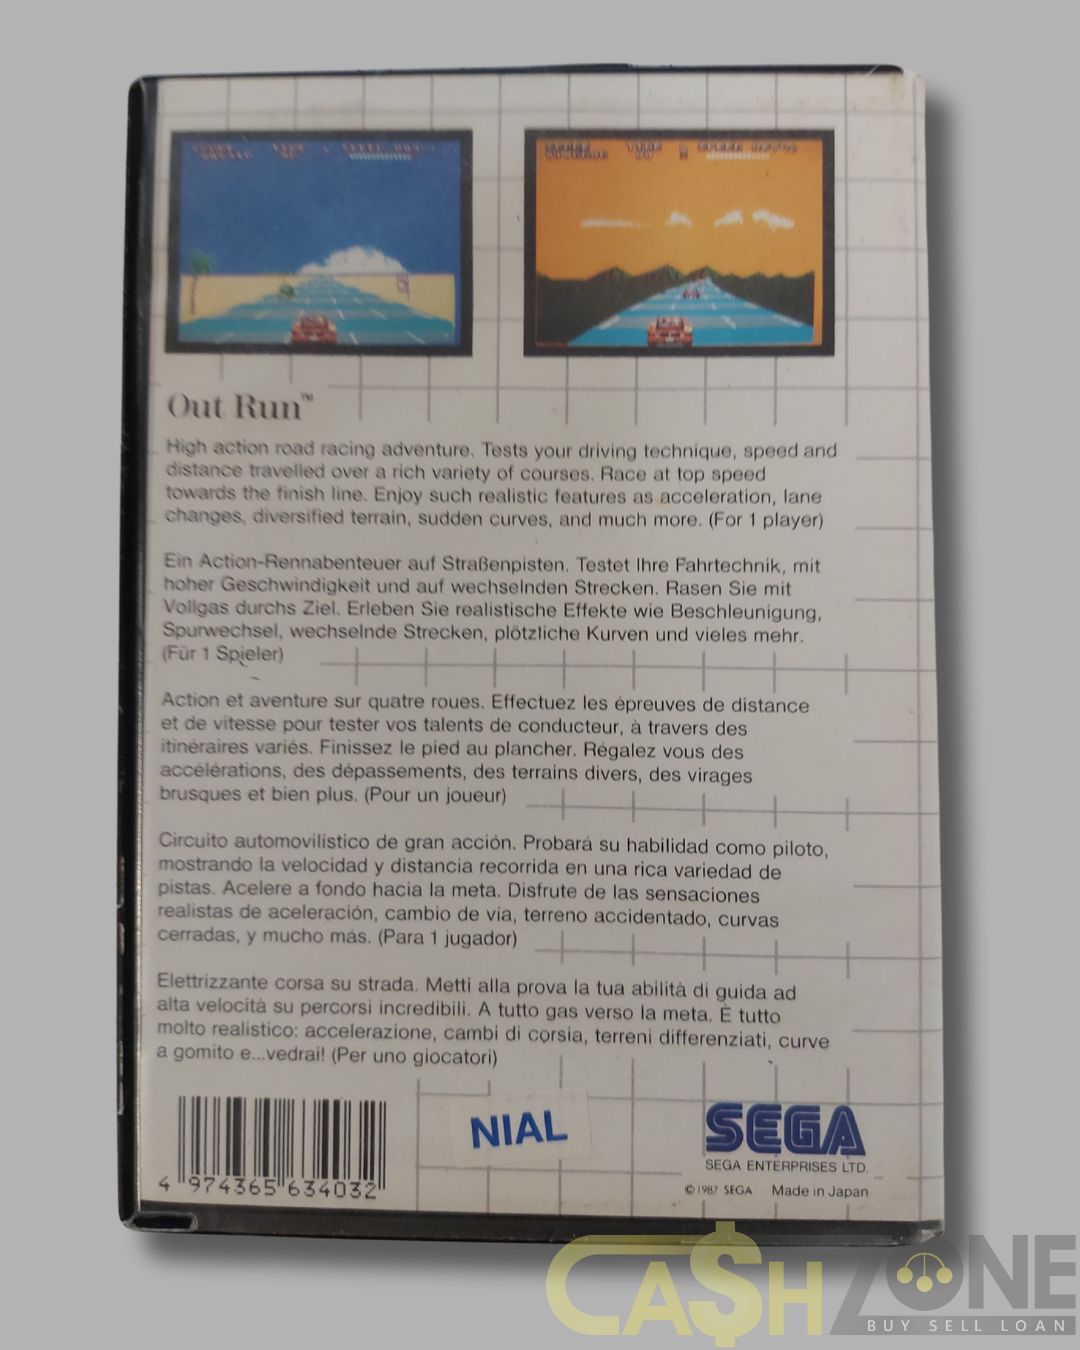 Out Run™
High action road racing adventure. Tests your driving technique, speed and
distance travelled over a rich variety of courses. Race at top speed
towards the finish line. Enjoy such realistic features as acceleration, lane
changes, diversified terrain, sudden curves, and much more. (For 1 player)
Ein Action-Rennabenteuer auf Straßenpisten. Testet Ihre Fahrtechnik, mit
hoher Geschwindigkeit und auf wechselnden Strecken. Rasen Sie mit
Vollgas durchs Ziel. Erleben Sie realistische Effekte wie Beschleunigung,
Spurwechsel, wechselnde Strecken, plötzliche Kurven und vieles mehr.
(Für 1 Spieler)
Action et aventure sur quatre roues. Effectuez les épreuves de distance
et de vitesse pour tester vos talents de conducteur, à travers des
itinéraires variés. Finissez le pied au plancher. Régalez vous des
accélérations, des dépassements, des terrains divers, des virages
brusques et bien plus. (Pour un joueur)
Circuito automovilístico de gran acción. Probará su habilidad como piloto,
mostrando la velocidad y distancia recorrida en una rica variedad de
pistas. Acelere a fondo hacia la meta. Disfrute de las sensaciones
realistas de aceleración, cambio de vía, terreno accidentado, curvas
cerradas, y mucho más. (Para 1 jugador)
Elettrizzante corsa su strada. Metti alla prova la tua abilità di guida ad
alta velocità su percorsi incredibili. A tutto gas verso la meta. È tutto
molto realistico: accelerazione, cambi di corsia, terreni differenziati, curve
a gomito e...vedrai! (Per uno giocatori)
NIAL
SEGA
SEGA ENTERPRISES LTD.
4 974365 634032
©1987 SEGA Made in Japan
CA$H ZONE
BUY SELL LOAN